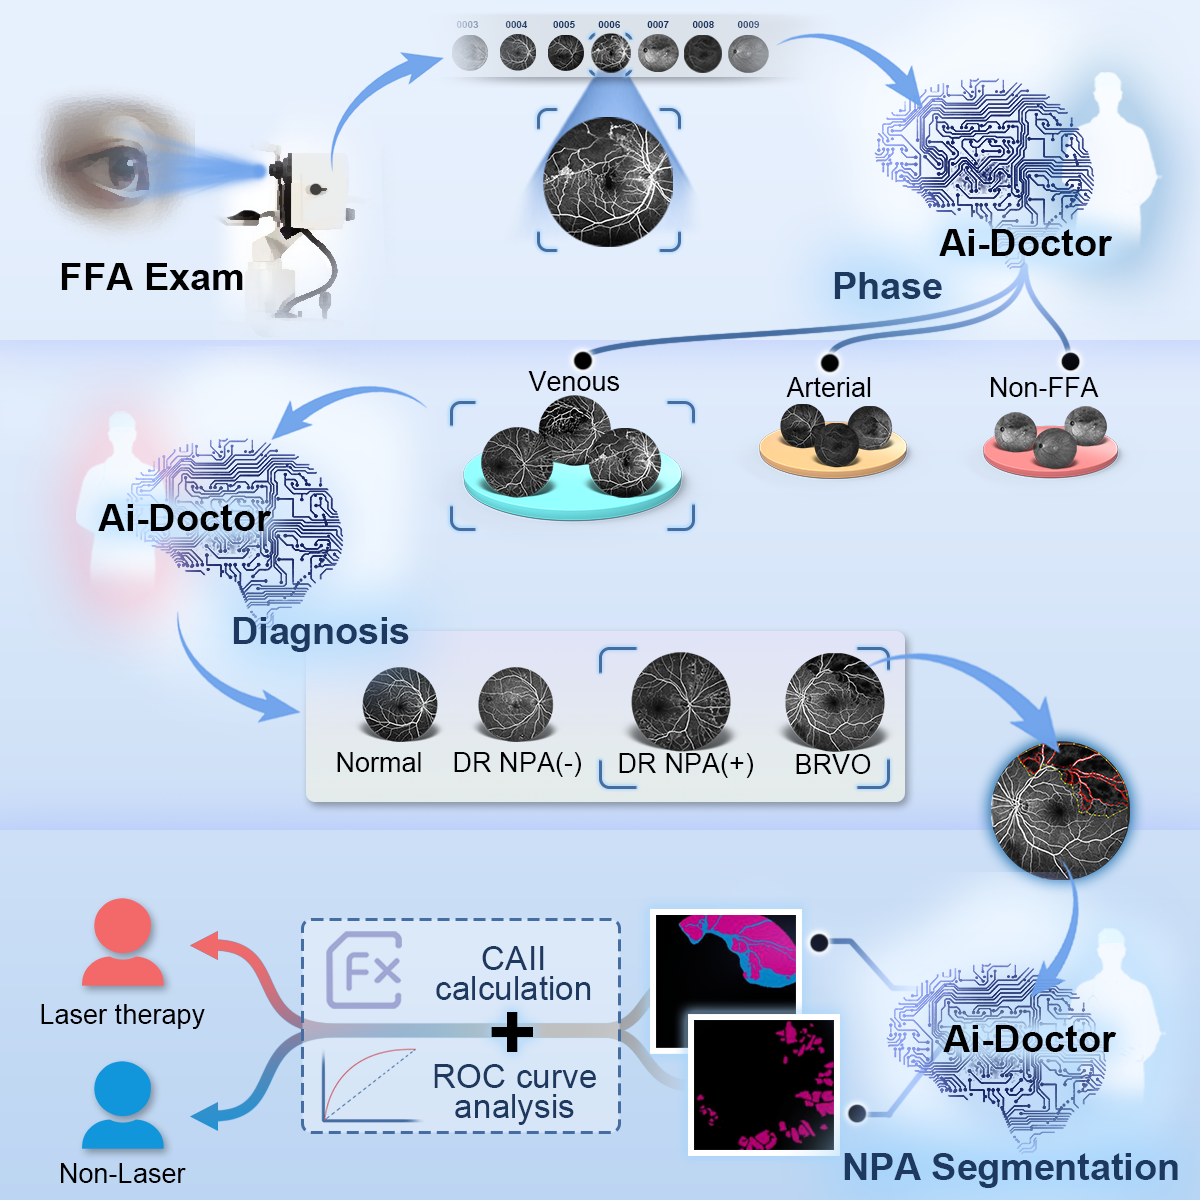 0003 0004 0005 0006 0007 0008 0009
FFA Exam
Ai-Doctor
Phase
Venous
Arterial
Non-FFA
Ai-Doctor
Diagnosis
Normal
DR NPA(-)
DR NPA(+)
BRVO
Ai-Doctor
NPA Segmentation
Fx
CAII
calculation
+
ROC curve
analysis
Laser therapy
Non-Laser